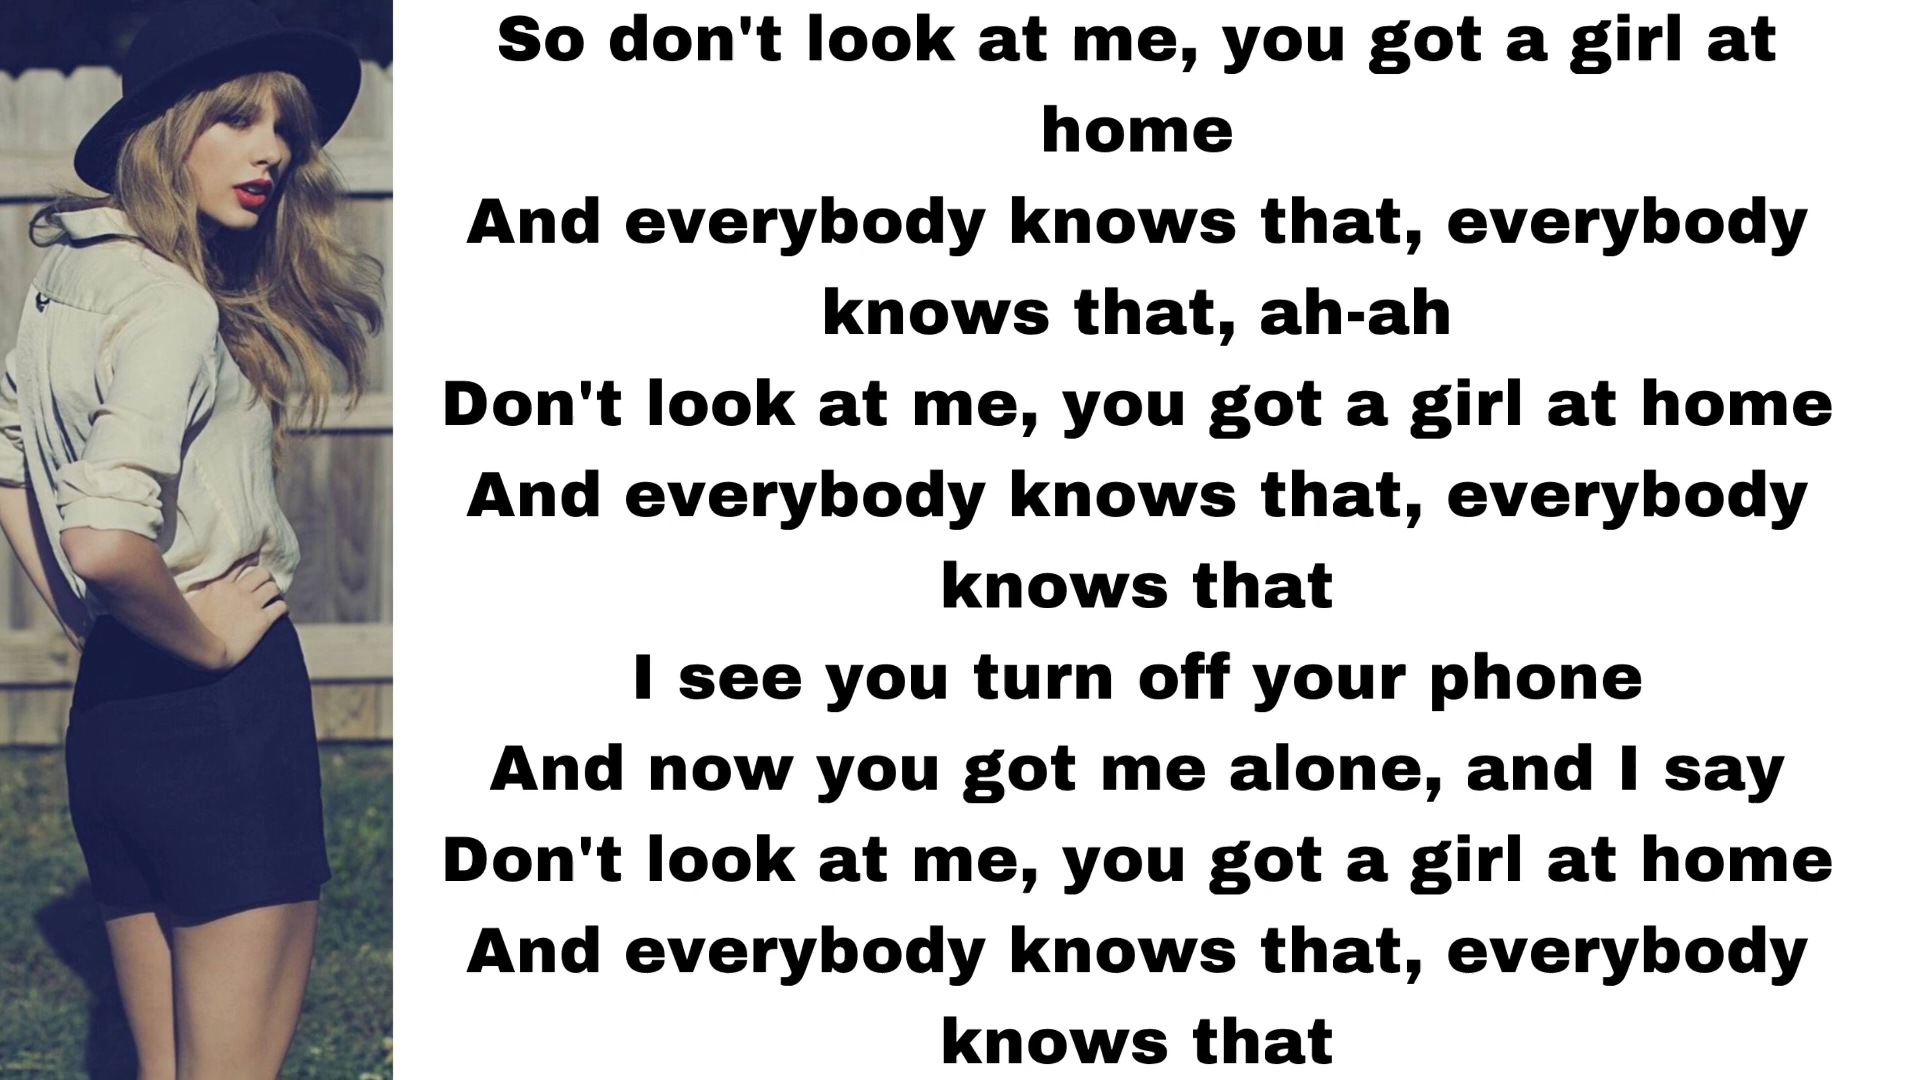 So don't look at me, you got a girl at
home
And everybody knows that, everybody
knows that, ah-ah
Don't look at me, you got a girl at home
And everybody knows that, everybody
knows that
I see you turn off your phone
And now you got me alone, and I say
Don't look at me, you got a girl at home
And everybody knows that, everybody
knows that